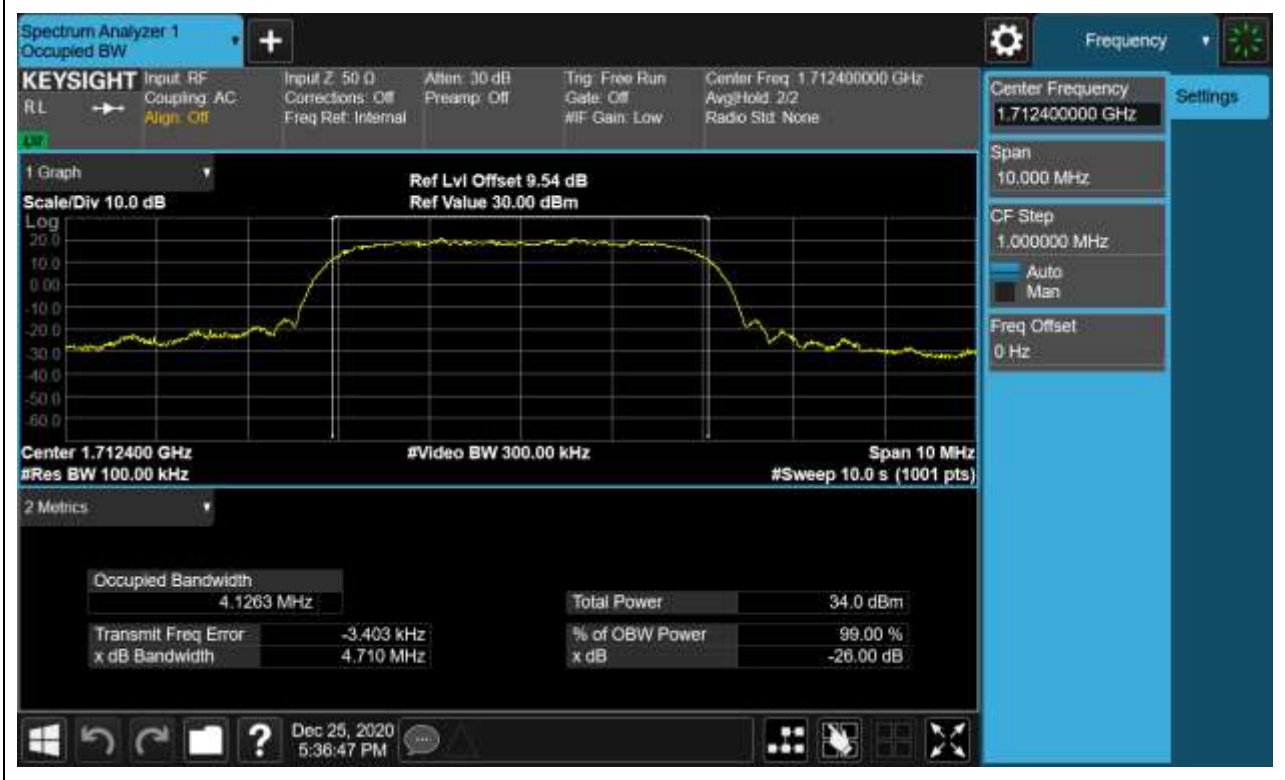 Spectrum Analyzer 1
Occupied BW
Frequency
KEYSIGHT
RL
Input: RF
Coupling: AC
Align: Off
Input Z: 50 Ω
Corrections: Off
Freq Ref: Internal
Atten: 30 dB
Preamp: Off
Trig: Free Run
Gate: Off
#IF Gain: Low
Center Freq: 1.712400000 GHz
Avg|Hold: 2/2
Radio Std: None
Center Frequency
1.712400000 GHz
Settings
Span
10.000 MHz
CF Step
1.000000 MHz
Auto
Man
Freq Offset
0 Hz
1 Graph
Scale/Div 10.0 dB
Ref Lvl Offset 9.54 dB
Ref Value 30.00 dBm
Log
20.0
10.0
0.00
-10.0
-20.0
-30.0
-40.0
-50.0
-60.0
Center 1.712400 GHz
#Video BW 300.00 kHz
Span 10 MHz
#Res BW 100.00 kHz
#Sweep 10.0 s (1001 pts)
2 Metrics
Occupied Bandwidth
4.1263 MHz
Total Power 34.0 dBm
Transmit Freq Error -3.403 kHz
% of OBW Power 99.00 %
x dB Bandwidth 4.710 MHz
x dB -26.00 dB
Dec 25, 2020
5:36:47 PM